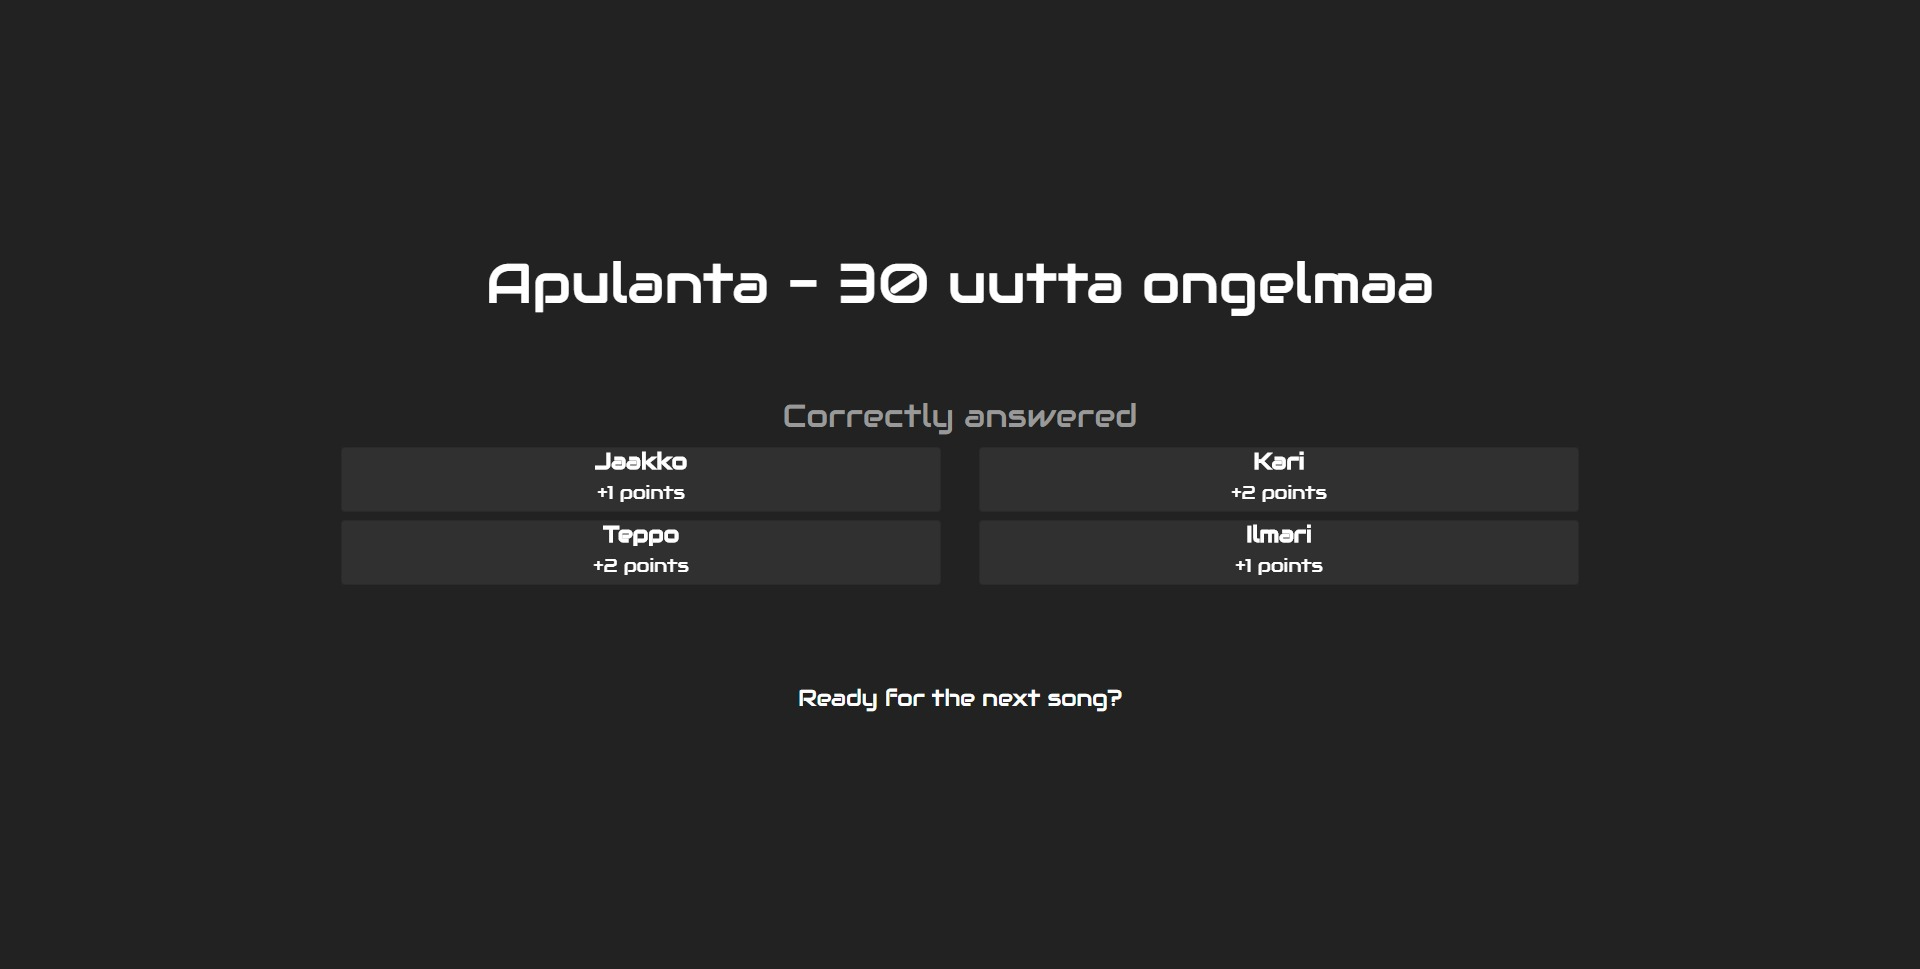 Apulanta - 30 uutta ongelmaa
Correctly answered
Jaakko
+1 points
Kari
+2 points
Teppo
+2 points
Ilmari
+1 points
Ready for the next song?